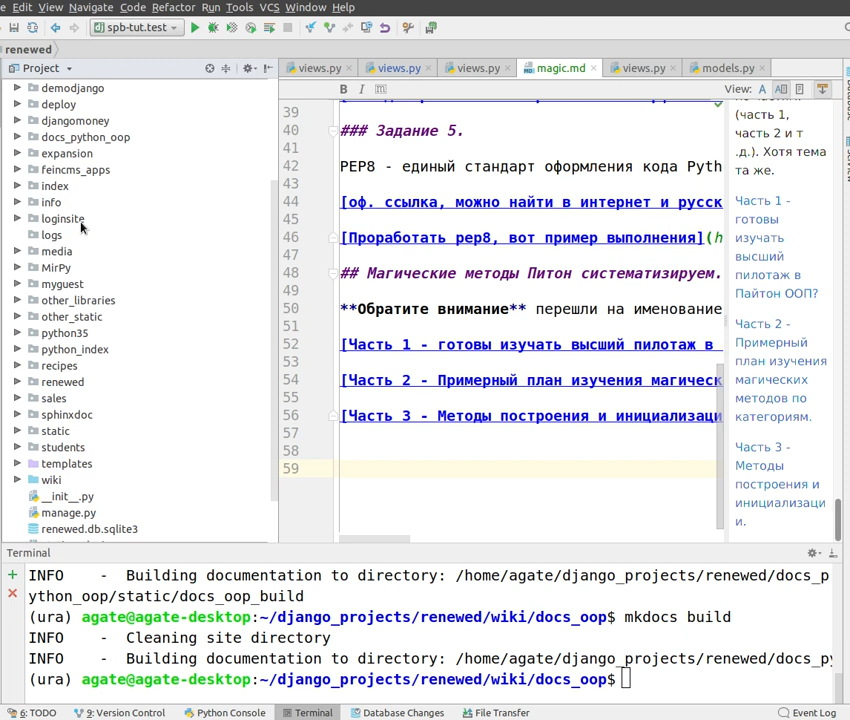 e Edit View Navigate Code Refactor Run Tools VCS Window Help
spb-tut.test
renewed
Project
demodjango
deploy
djangomoney
docs_python_oop
expansion
feincms_apps
index
info
loginsite
logs
media
MirPy
myguest
other_libraries
other_static
python35
python_index
recipes
renewed
sales
sphinxdoc
static
students
templates
wiki
__init__.py
manage.py
renewed.db.sqlite3
views.py views.py views.py magic.md views.py models.py
B I View: A
39
40 ### Задание 5.
41
42 PEP8 - единый стандарт оформления кода Pyth
43
44 [оф. ссылка, можно найти в интернет и русск
45
46 [Проработать pep8, вот пример выполнения](h
47
48 ## Магические методы Питон систематизируем.
49
50 **Обратите внимание** перешли на именование
51
52 [Часть 1 - готовы изучать высший пилотаж в
53
54 [Часть 2 - Примерный план изучения магическ
55
56 [Часть 3 - Методы построения и инициализаци
57
58
59
(часть 1,
часть 2 и т
.д.). Хотя тема
та же.
Часть 1 -
готовы
изучать
высший
пилотаж в
Пайтон ООП?
Часть 2 -
Примерный
план изучения
магических
методов по
категориям.
Часть 3 -
Методы
построения и
инициализаци
и.
Terminal
INFO - Building documentation to directory: /home/agate/django_projects/renewed/docs_p
ython_oop/static/docs_oop_build
(ura) agate@agate-desktop:~/django_projects/renewed/wiki/docs_oop$ mkdocs build
INFO - Cleaning site directory
INFO - Building documentation to directory: /home/agate/django_projects/renewed/docs_py
(ura) agate@agate-desktop:~/django_projects/renewed/wiki/docs_oop$
6: TODO 9: Version Control Python Console Terminal Database Changes File Transfer Event Log